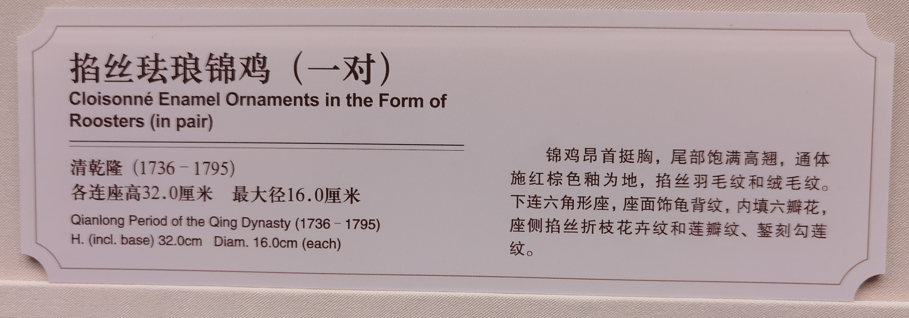 掐丝珐琅锦鸡（一对）
Cloisonné Enamel Ornaments in the Form of
Roosters (in pair)
清乾隆（1736－1795）
各连座高32.0厘米　最大径16.0厘米
Qianlong Period of the Qing Dynasty (1736－1795)
H. (incl. base) 32.0cm   Diam. 16.0cm (each)
锦鸡昂首挺胸，尾部饱满高翘，通体
施红棕色釉为地，掐丝羽毛纹和绒毛纹。
下连六角形座，座面饰龟背纹，内填六瓣花，
座侧掐丝折枝花卉纹和莲瓣纹、錾刻勾莲
纹。